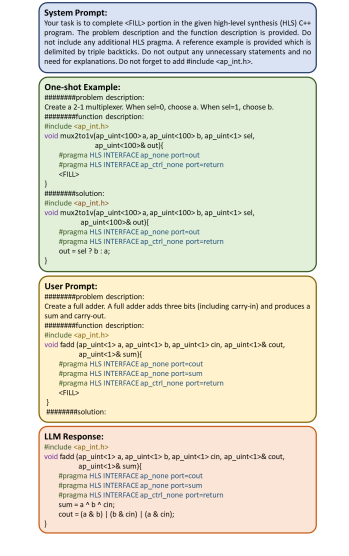 System Prompt:
Your task is to complete <FILL> portion in the given high-level synthesis (HLS) C++
program. The problem description and the function description is provided. Do
not include any additional HLS pragma. A reference example is provided which is
delimited by triple backticks. Do not output any unnecessary statements and no
need for explanations. Do not forget to add #include <ap_int.h>.
One-shot Example:
########problem description:
Create a 2-1 multiplexer. When sel=0, choose a. When sel=1, choose b.
########function description:
#include <ap_int.h>
void mux2to1v(ap_uint<100> a, ap_uint<100> b, ap_uint<1> sel,
ap_uint<100>& out){
#pragma HLS INTERFACE ap_none port=out
#pragma HLS INTERFACE ap_ctrl_none port=return
<FILL>
}
########solution:
#include <ap_int.h>
void mux2to1v(ap_uint<100> a, ap_uint<100> b, ap_uint<1> sel,
ap_uint<100>& out){
#pragma HLS INTERFACE ap_none port=out
#pragma HLS INTERFACE ap_ctrl_none port=return
out = sel ? b : a;
}
User Prompt:
########problem description:
Create a full adder. A full adder adds three bits (including carry-in) and produces a
sum and carry-out.
########function description:
#include <ap_int.h>
void fadd (ap_uint<1> a, ap_uint<1> b, ap_uint<1> cin, ap_uint<1>& cout,
ap_uint<1>& sum){
#pragma HLS INTERFACE ap_none port=cout
#pragma HLS INTERFACE ap_none port=sum
#pragma HLS INTERFACE ap_ctrl_none port=return
<FILL>
}
########solution:
LLM Response:
#include <ap_int.h>
void fadd (ap_uint<1> a, ap_uint<1> b, ap_uint<1> cin, ap_uint<1>& cout,
ap_uint<1>& sum){
#pragma HLS INTERFACE ap_none port=cout
#pragma HLS INTERFACE ap_none port=sum
#pragma HLS INTERFACE ap_ctrl_none port=return
sum = a ^ b ^ cin;
cout = (a & b) | (b & cin) | (a & cin);
}